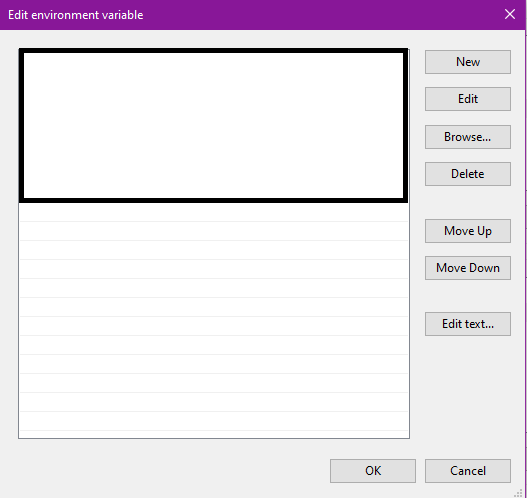 Edit environment variable
New
Edit
Browse...
Delete
Move Up
Move Down
Edit text...
OK
Cancel